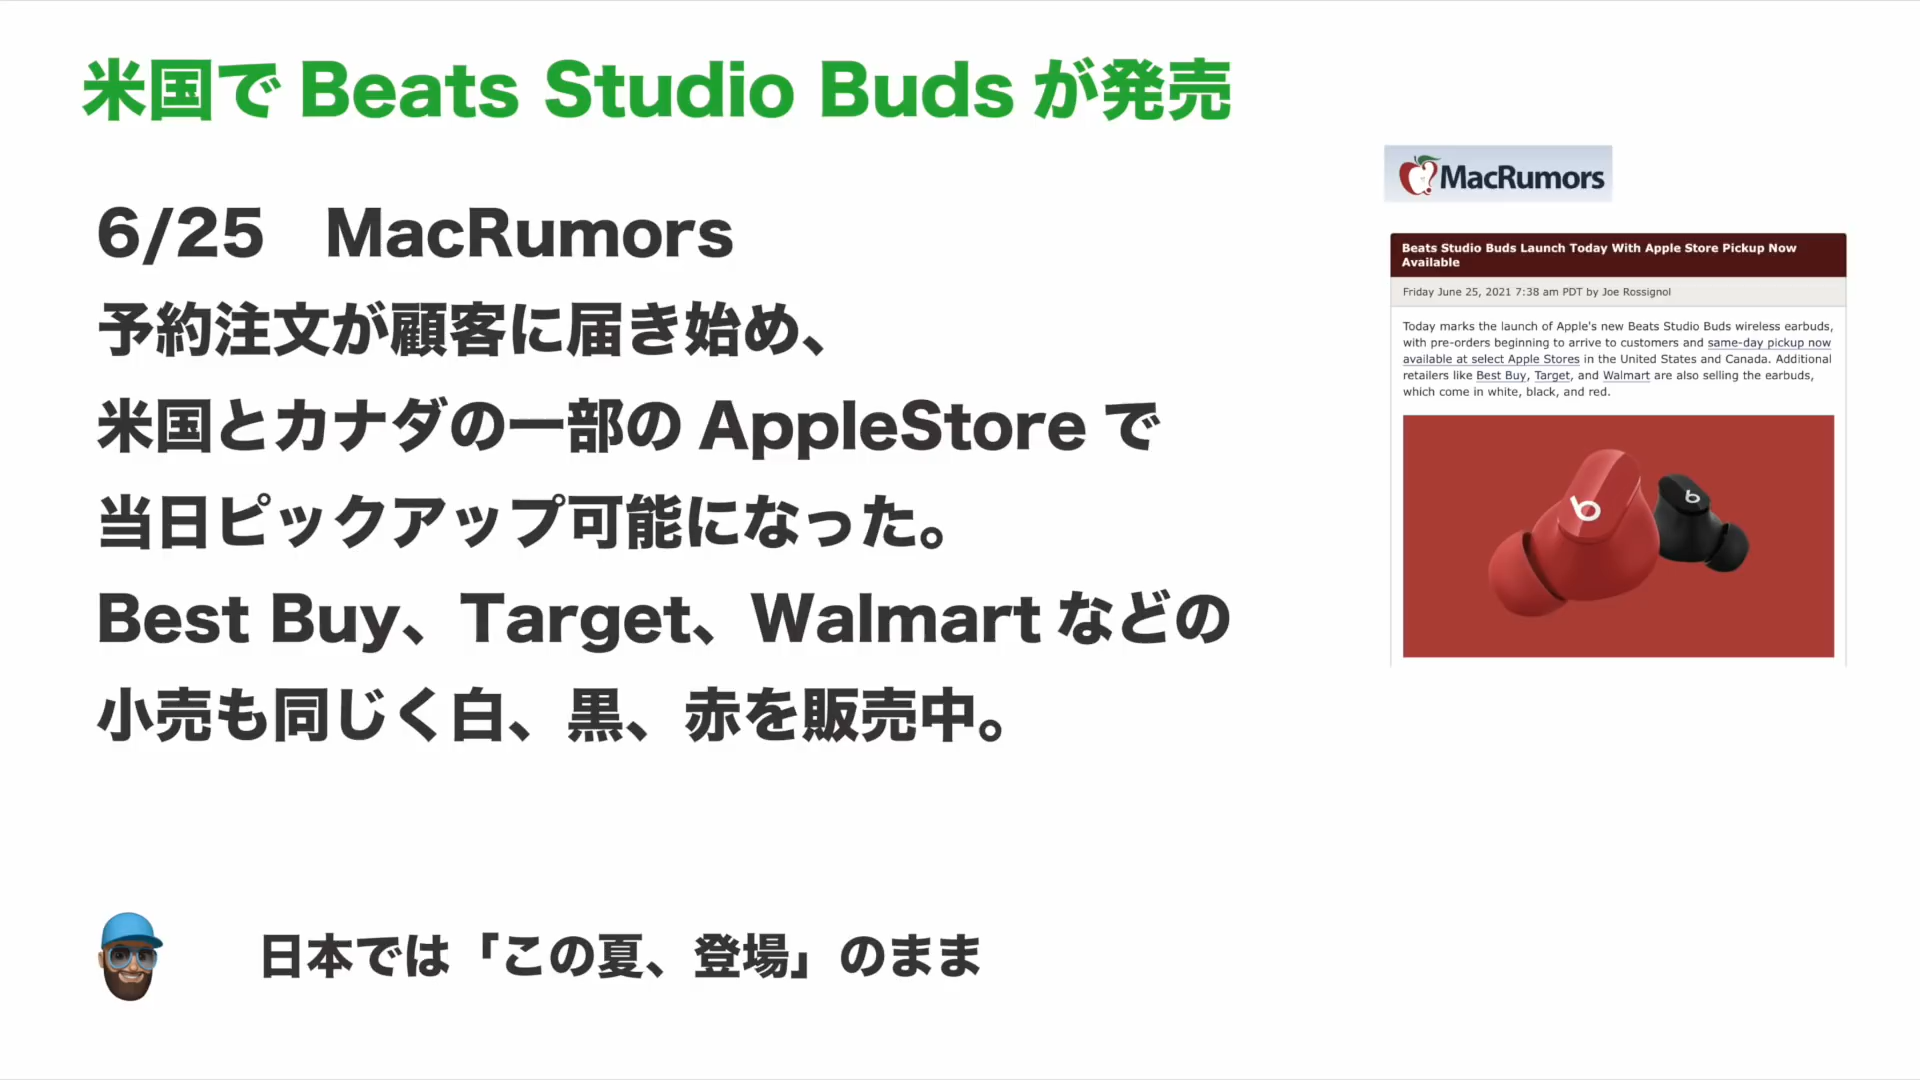 米国で Beats Studio Buds が発売
6/25　MacRumors
予約注文が顧客に届き始め、
米国とカナダの一部の AppleStore で
当日ピックアップ可能になった。
Best Buy、Target、Walmart などの
小売も同じく白、黒、赤を販売中。
日本では「この夏、登場」のまま
MacRumors
Beats Studio Buds Launch Today With Apple Store Pickup Now
Available
Friday June 25, 2021 7:38 am PDT by Joe Rossignol
Today marks the launch of Apple's new Beats Studio Buds wireless earbuds,
with pre-orders beginning to arrive to customers and same-day pickup now
available at select Apple Stores in the United States and Canada. Additional
retailers like Best Buy, Target, and Walmart are also selling the earbuds,
which come in white, black, and red.
b
b